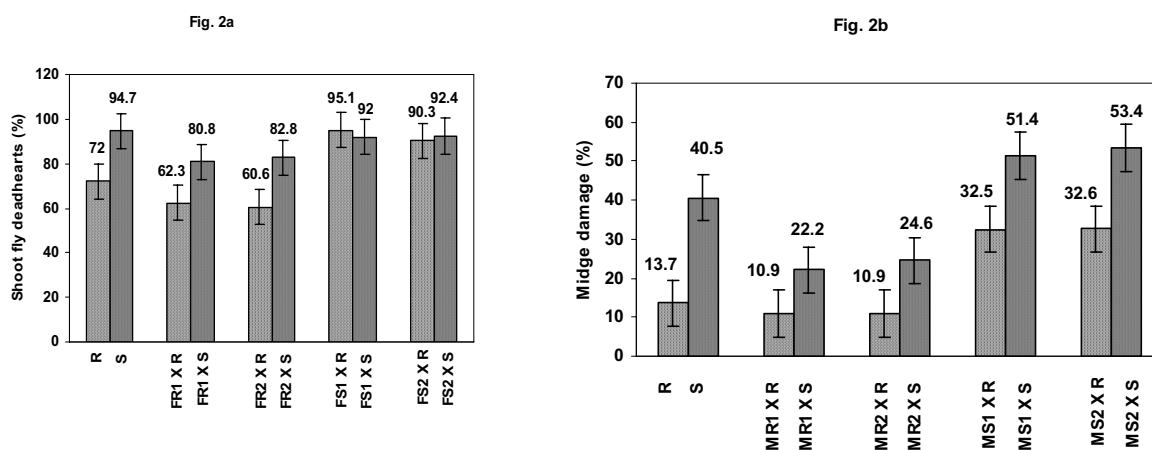 Fig. 2a
Shoot fly deadhearts (%)
120
100
80
60
40
20
0
72
94.7
62.3
80.8
60.6
82.8
95.1
92
90.3
92.4
R
S
FR1 X R
FR1 X S
FR2 X R
FR2 X S
FS1 X R
FS1 X S
FS2 X R
FS2 X S
Fig. 2b
Midge damage (%)
70
60
50
40
30
20
10
0
13.7
40.5
10.9
22.2
10.9
24.6
32.5
51.4
32.6
53.4
R
S
MR1 X R
MR1 X S
MR2 X R
MR2 X S
MS1 X R
MS1 X S
MS2 X R
MS2 X S